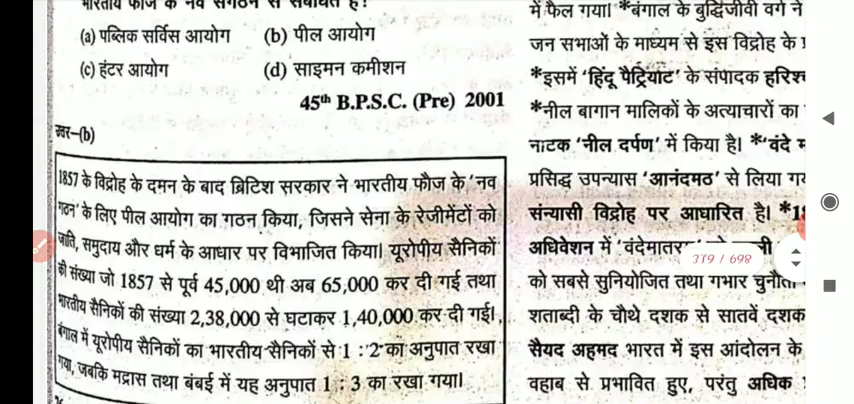 भारतीय फौज के नव संगठन से संबंधित है?
(a) पब्लिक सर्विस आयोग (b) पील आयोग
(c) हंटर आयोग (d) साइमन कमीशन
45th B.P.S.C. (Pre) 2001
उत्तर-(b)
1857 के विद्रोह के दमन के बाद ब्रिटिश सरकार ने भारतीय फौज के 'नव
गठन' के लिए पील आयोग का गठन किया, जिसने सेना के रेजीमेंटों को
जाति, समुदाय और धर्म के आधार पर विभाजित किया। यूरोपीय सैनिकों
की संख्या जो 1857 से पूर्व 45,000 थी अब 65,000 कर दी गई तथा
भारतीय सैनिकों की संख्या 2,38,000 से घटाकर 1,40,000 कर दी गई।
बंगाल में यूरोपीय सैनिकों का भारतीय सैनिकों से 1 : 2 का अनुपात रखा
गया, जबकि मद्रास तथा बंबई में यह अनुपात 1 : 3 का रखा गया।
में फैल गया। *बंगाल के बुद्धिजीवी वर्ग ने
जन सभाओं के माध्यम से इस विद्रोह के
*इसमें 'हिंदू पैट्रियॉट' के संपादक
*नील बागान मालिकों के अत्याचारों का
नाटक 'नील दर्पण' में किया है। *'वंदे
प्रसिद्ध उपन्यास 'आनंदमठ' से लिया
संन्यासी विद्रोह पर आधारित है।
अधिवेशन में
339 / 698
को सबसे सुनियोजित तथा
शताब्दी के चौथे दशक से सातवें दशक
सैयद अहमद भारत में इस आंदोलन के
वहाब से प्रभावित हुए, परंतु अधिक